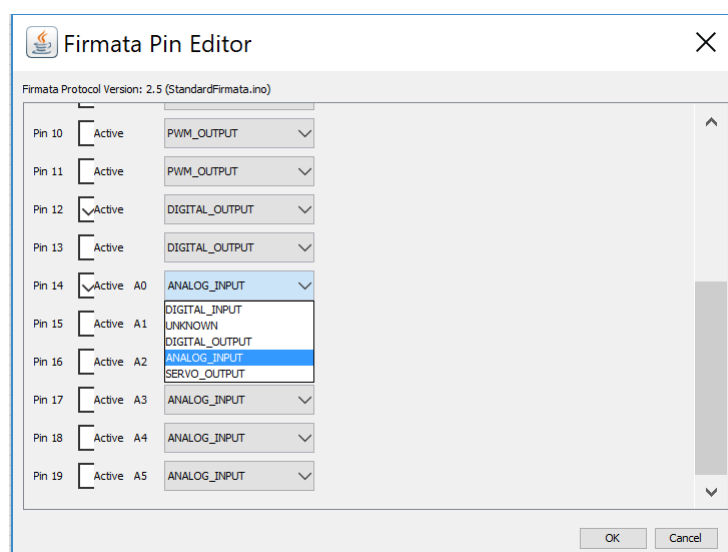 Firmata Pin Editor
Firmata Protocol Version: 2.5 (StandardFirmata.ino)
Pin 10 Active PWM_OUTPUT
Pin 11 Active PWM_OUTPUT
Pin 12 Active DIGITAL_OUTPUT
Pin 13 Active DIGITAL_OUTPUT
Pin 14 Active A0 ANALOG_INPUT
DIGITAL_INPUT
Pin 15 Active A1 UNKNOWN
DIGITAL_OUTPUT
Pin 16 Active A2 ANALOG_INPUT
SERVO_OUTPUT
Pin 17 Active A3 ANALOG_INPUT
Pin 18 Active A4 ANALOG_INPUT
Pin 19 Active A5 ANALOG_INPUT
OK Cancel